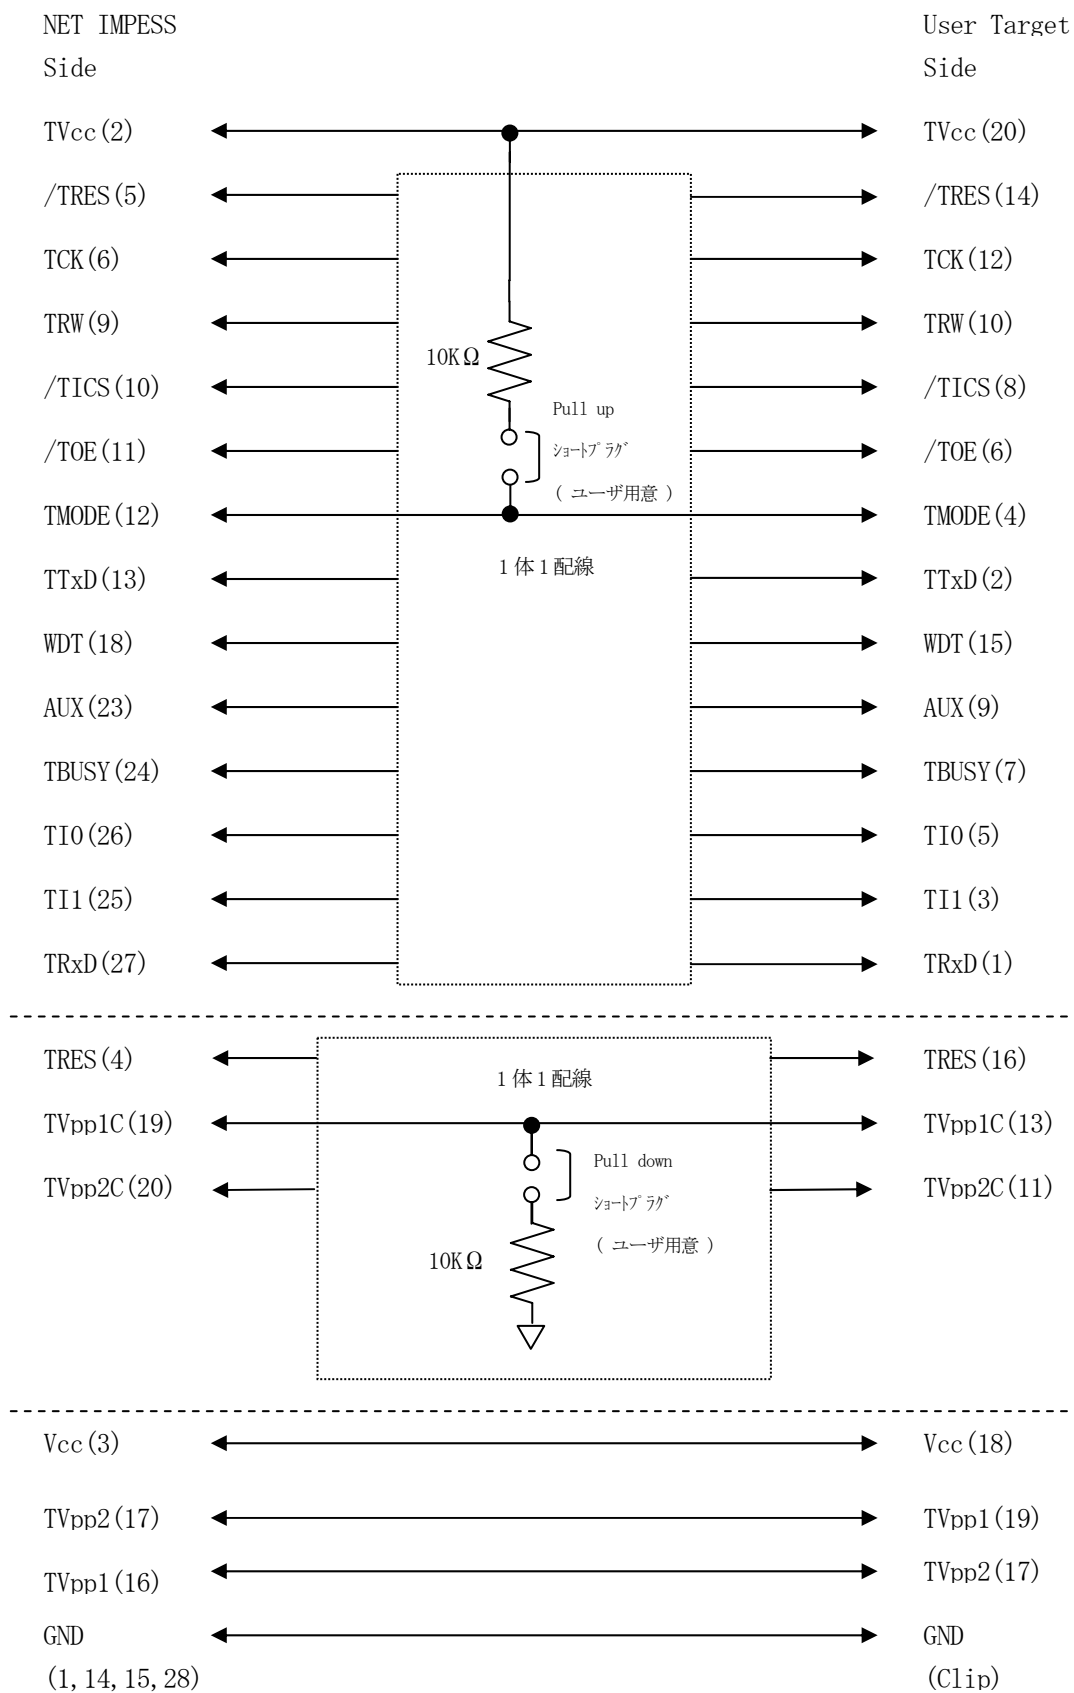 NET IMPESS User Target
Side Side
TVcc(2) TVcc(20)
/TRES(5) /TRES(14)
TCK(6) TCK(12)
TRW(9) TRW(10)
10KΩ
/TICS(10) /TICS(8)
Pull up
/TOE(11) ｼｮｰﾄﾌﾟﾗｸﾞ /TOE(6)
( ユーザ用意 )
TMODE(12) TMODE(4)
1体1配線
TTxD(13) TTxD(2)
WDT(18) WDT(15)
AUX(23) AUX(9)
TBUSY(24) TBUSY(7)
TI0(26) TI0(5)
TI1(25) TI1(3)
TRxD(27) TRxD(1)
TRES(4) TRES(16)
1体1配線
TVpp1C(19) TVpp1C(13)
Pull down
TVpp2C(20) TVpp2C(11)
ｼｮｰﾄﾌﾟﾗｸﾞ
( ユーザ用意 )
10KΩ
Vcc(3) Vcc(18)
TVpp2(17) TVpp1(19)
TVpp1(16) TVpp2(17)
GND GND
(1,14,15,28) (Clip)